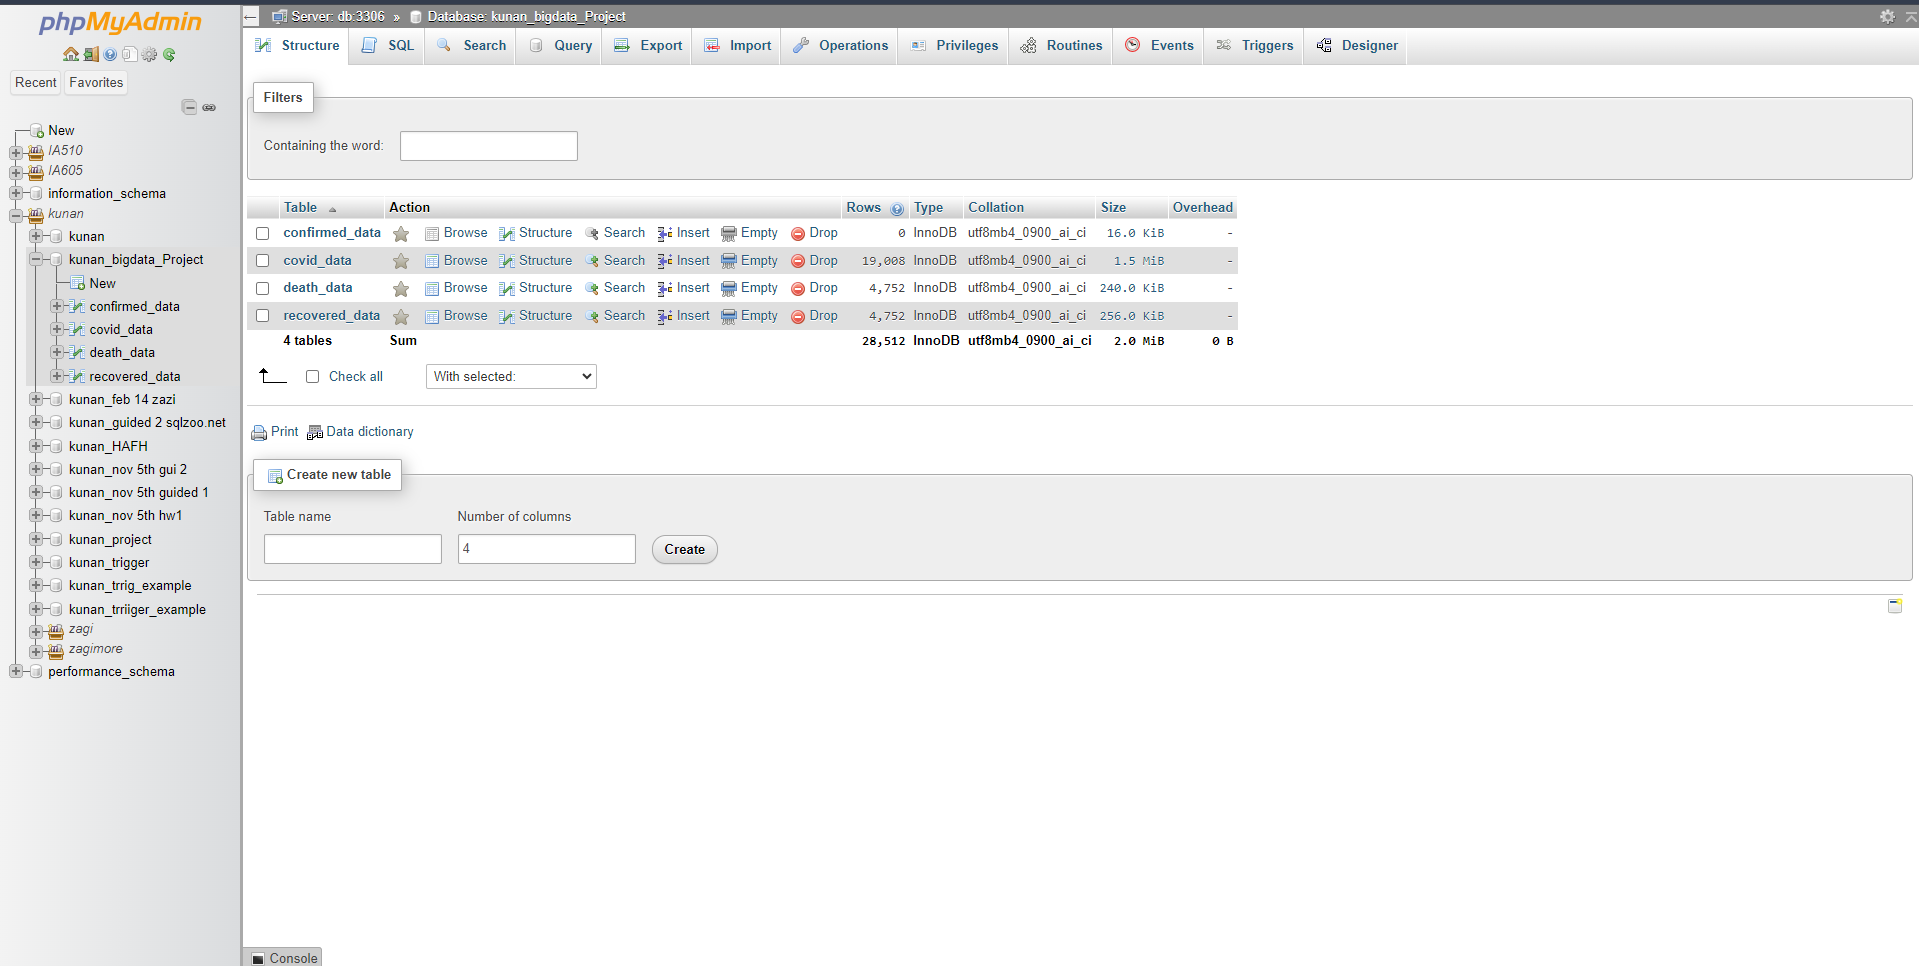 phpMyAdmin
Recent Favorites
New
IA510
IA605
information_schema
kunan
kunan
kunan_bigdata_Project
New
confirmed_data
covid_data
death_data
recovered_data
kunan_feb 14 zazi
kunan_guided 2 sqlzoo.net
kunan_HAFH
kunan_nov 5th gui 2
kunan_nov 5th guided 1
kunan_nov 5th hw1
kunan_project
kunan_trigger
kunan_trrig_example
kunan_trriiger_example
zagi
zagimore
performance_schema
Server: db:3306 » Database: kunan_bigdata_Project
Structure SQL Search Query Export Import Operations Privileges Routines Events Triggers Designer
Filters
Containing the word:
Table Action Rows Type Collation Size Overhead
confirmed_data Browse Structure Search Insert Empty Drop 0 InnoDB utf8mb4_0900_ai_ci 16.0 KiB -
covid_data Browse Structure Search Insert Empty Drop 19,008 InnoDB utf8mb4_0900_ai_ci 1.5 MiB -
death_data Browse Structure Search Insert Empty Drop 4,752 InnoDB utf8mb4_0900_ai_ci 240.0 KiB -
recovered_data Browse Structure Search Insert Empty Drop 4,752 InnoDB utf8mb4_0900_ai_ci 256.0 KiB -
4 tables Sum 28,512 InnoDB utf8mb4_0900_ai_ci 2.0 MiB 0 B
Check all With selected:
Print Data dictionary
Create new table
Table name Number of columns
4 Create
Console